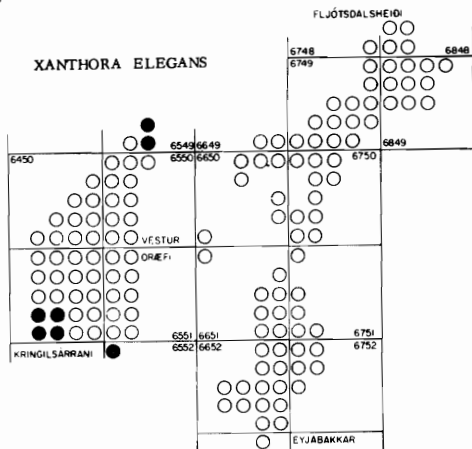 FLJÓTSDALSHEIÐI
6748 6848
6749
XANTHORA ELEGANS
6549 6649 6849
6450 6550 6650 6750
VESTUR
ÖRÆFI
6551 6651 6751
KRINGILSÁRRANI 6552 6652 6752
EYJABAKKAR